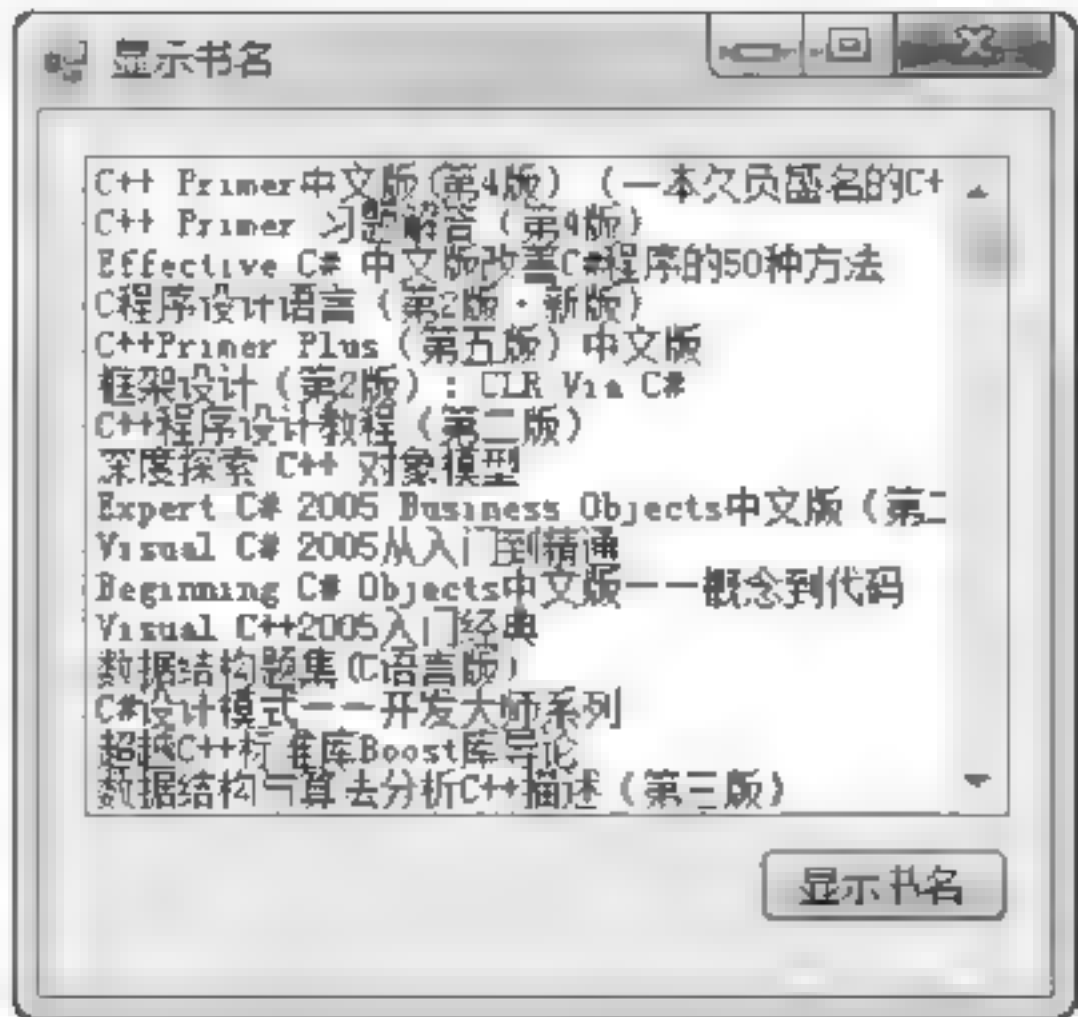 显示书名
C++ Primer中文版(第4版)（一本久负盛名的C+
C++ Primer 习题解答（第4版）
Effective C# 中文版改善C#程序的50种方法
C程序设计语言（第2版·新版）
C++Primer Plus（第五版）中文版
框架设计（第2版）: CLR Via C#
C++程序设计教程（第二版）
深度探索 C++ 对象模型
Expert C# 2005 Business Objects中文版（第二
Visual C# 2005从入门到精通
Beginning C# Objects中文版——概念到代码
Visual C++2005入门经典
数据结构题集(C语言版)
C#设计模式——开发大师系列
超越C++标准库Boost库导论
数据结构与算法分析C++描述（第三版）
显示书名